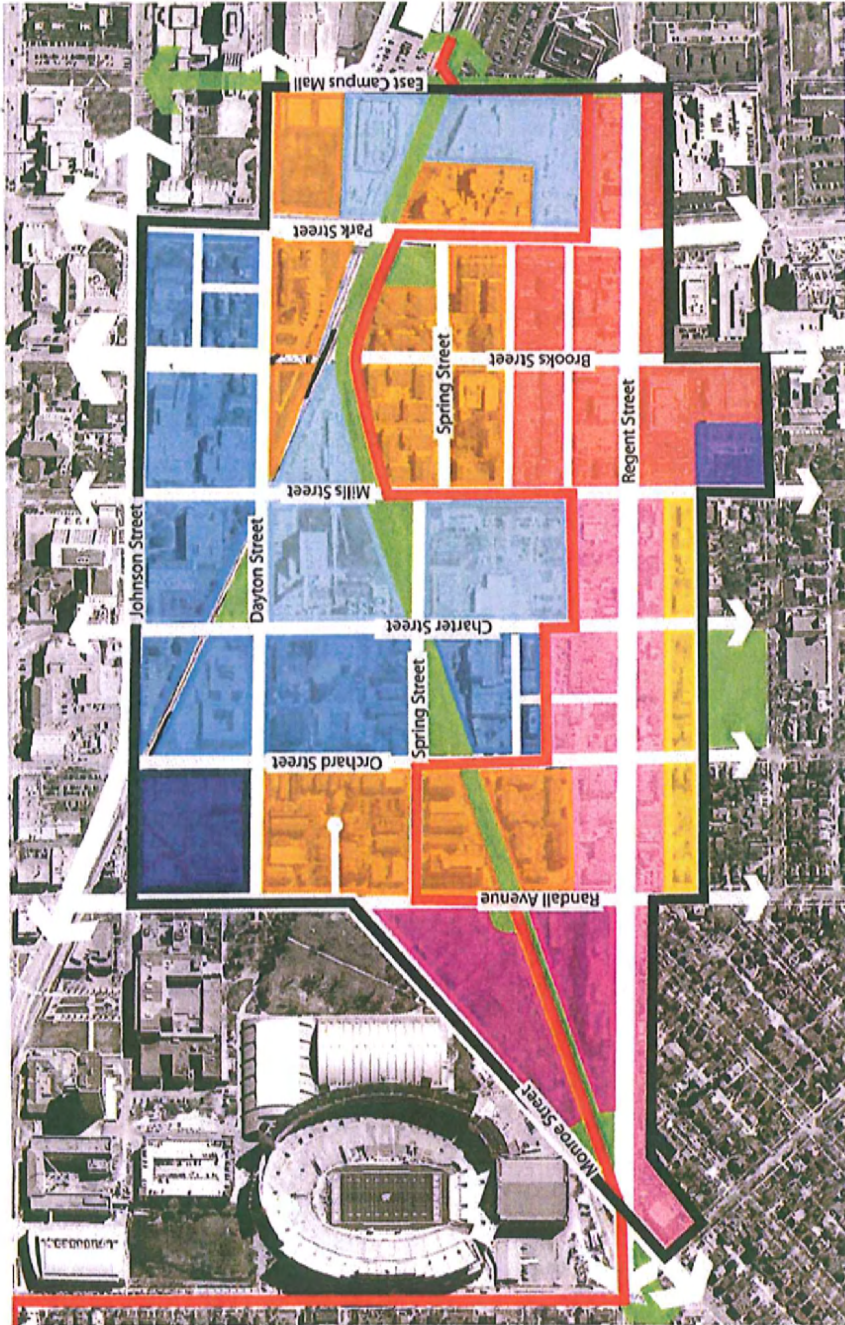 East Campus Mall
Park Street
Spring Street
Brooks Street
Regent Street
Mills Street
Johnson Street
Dayton Street
Charter Street
Spring Street
Orchard Street
Randall Avenue
Monroe Street